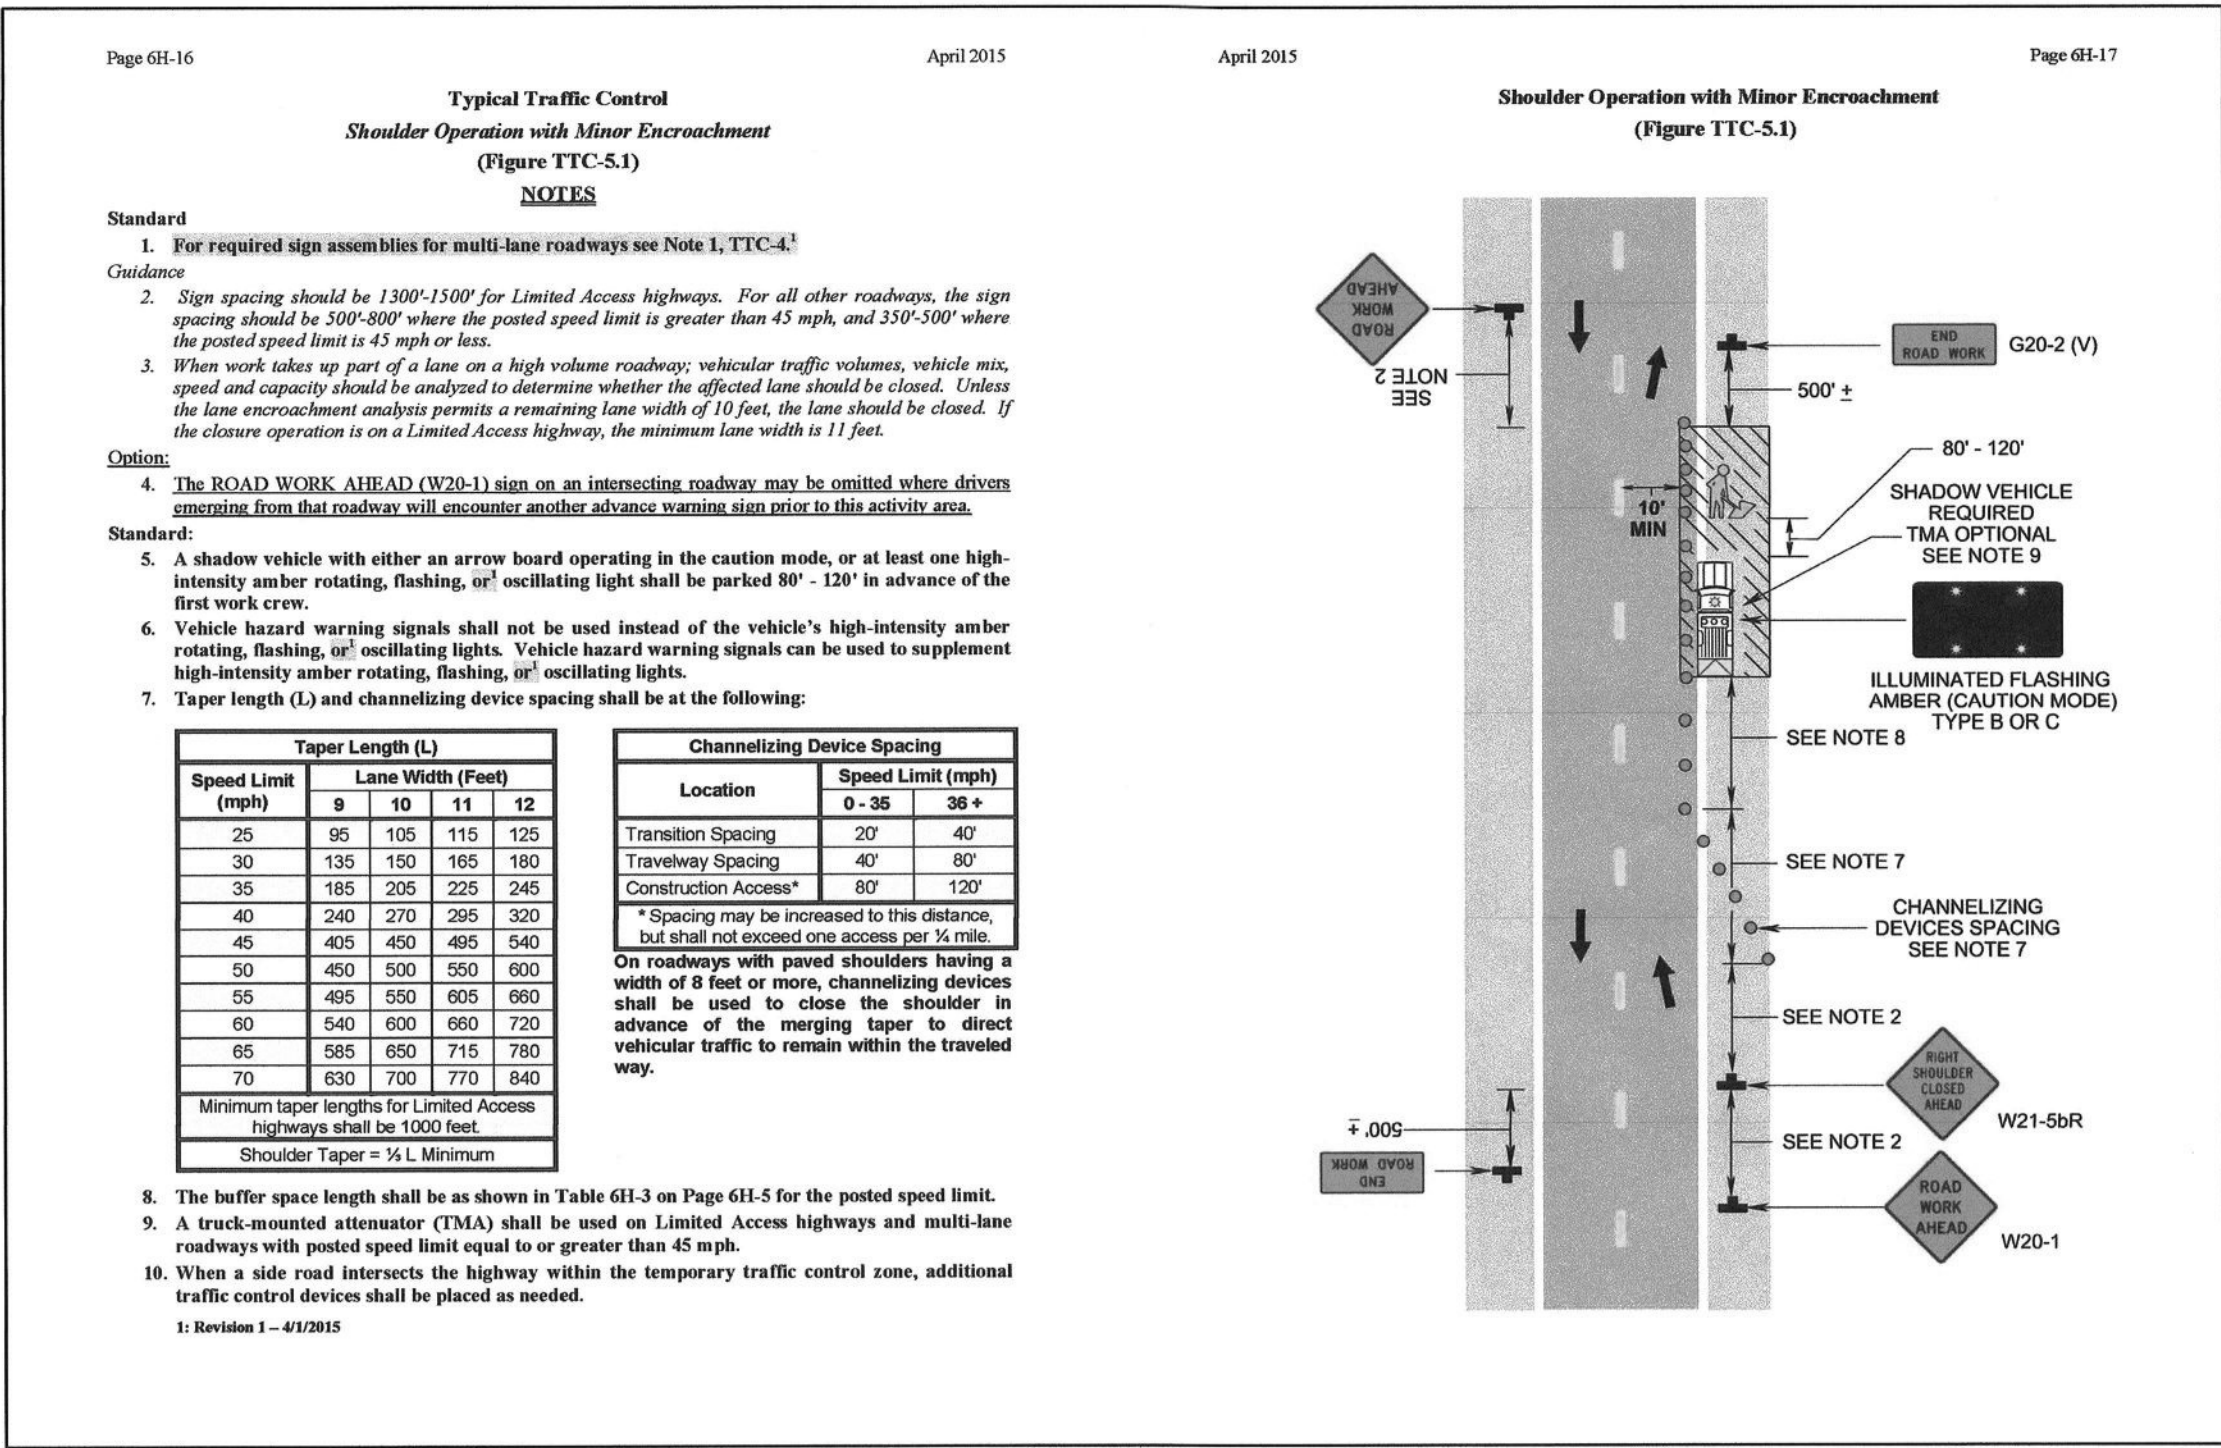 Page 6H-16
April 2015
Typical Traffic Control
Shoulder Operation with Minor Encroachment
(Figure TTC-5.1)
NOTES
Standard
1. For required sign assemblies for multi-lane roadways see Note 1, TTC-4.¹
Guidance
2. Sign spacing should be 1300'-1500' for Limited Access highways. For all other roadways, the sign
spacing should be 500'-800' where the posted speed limit is greater than 45 mph, and 350'-500' where
the posted speed limit is 45 mph or less.
3. When work takes up part of a lane on a high volume roadway; vehicular traffic volumes, vehicle mix,
speed and capacity should be analyzed to determine whether the affected lane should be closed. Unless
the lane encroachment analysis permits a remaining lane width of 10 feet, the lane should be closed. If
the closure operation is on a Limited Access highway, the minimum lane width is 11 feet.
Option:
4. The ROAD WORK AHEAD (W20-1) sign on an intersecting roadway may be omitted where drivers
emerging from that roadway will encounter another advance warning sign prior to this activity area.
Standard:
5. A shadow vehicle with either an arrow board operating in the caution mode, or at least one high-
intensity amber rotating, flashing, or¹ oscillating light shall be parked 80' - 120' in advance of the
first work crew.
6. Vehicle hazard warning signals shall not be used instead of the vehicle's high-intensity amber
rotating, flashing, or¹ oscillating lights. Vehicle hazard warning signals can be used to supplement
high-intensity amber rotating, flashing, or¹ oscillating lights.
7. Taper length (L) and channelizing device spacing shall be at the following:
Taper Length (L)
Speed Limit (mph) Lane Width (Feet)
9 10 11 12
25 95 105 115 125
30 135 150 165 180
35 185 205 225 245
40 240 270 295 320
45 405 450 495 540
50 450 500 550 600
55 495 550 605 660
60 540 600 660 720
65 585 650 715 780
70 630 700 770 840
Minimum taper lengths for Limited Access
highways shall be 1000 feet.
Shoulder Taper = ⅓ L Minimum
Channelizing Device Spacing
Location Speed Limit (mph)
0 - 35 36 +
Transition Spacing 20' 40'
Travelway Spacing 40' 80'
Construction Access* 80' 120'
* Spacing may be increased to this distance,
but shall not exceed one access per ¼ mile.
On roadways with paved shoulders having a
width of 8 feet or more, channelizing devices
shall be used to close the shoulder in
advance of the merging taper to direct
vehicular traffic to remain within the traveled
way.
8. The buffer space length shall be as shown in Table 6H-3 on Page 6H-5 for the posted speed limit.
9. A truck-mounted attenuator (TMA) shall be used on Limited Access highways and multi-lane
roadways with posted speed limit equal to or greater than 45 mph.
10. When a side road intersects the highway within the temporary traffic control zone, additional
traffic control devices shall be placed as needed.
1: Revision 1 – 4/1/2015
April 2015
Page 6H-17
Shoulder Operation with Minor Encroachment
(Figure TTC-5.1)
ROAD
WORK
AHEAD
SEE
NOTE 2
END
ROAD WORK
G20-2 (V)
500' ±
80' - 120'
10'
MIN
SHADOW VEHICLE
REQUIRED
TMA OPTIONAL
SEE NOTE 9
ILLUMINATED FLASHING
AMBER (CAUTION MODE)
TYPE B OR C
SEE NOTE 8
SEE NOTE 7
CHANNELIZING
DEVICES SPACING
SEE NOTE 7
SEE NOTE 2
RIGHT
SHOULDER
CLOSED
AHEAD
W21-5bR
500' ±
SEE NOTE 2
END
ROAD WORK
ROAD
WORK
AHEAD
W20-1